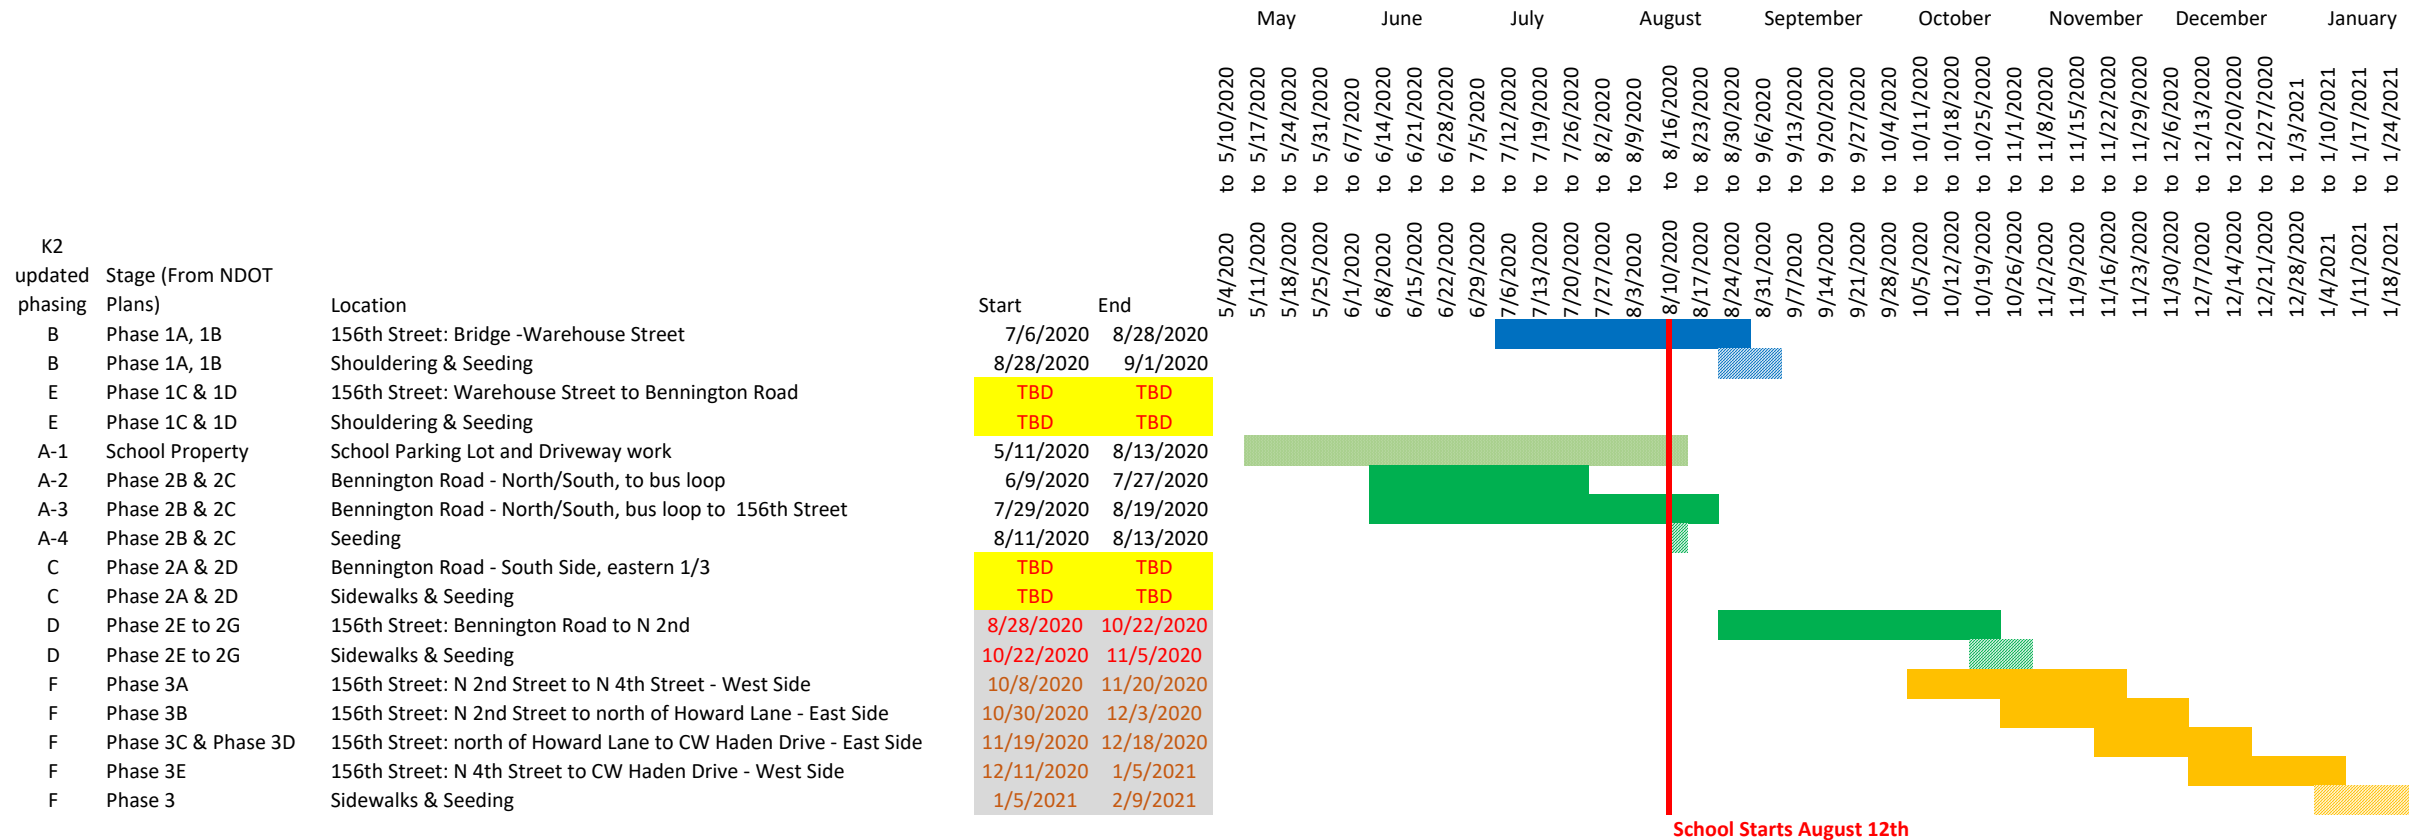 May June July August September October November December January
5/4/2020 to 5/10/2020
5/11/2020 to 5/17/2020
5/18/2020 to 5/24/2020
5/25/2020 to 5/31/2020
6/1/2020 to 6/7/2020
6/8/2020 to 6/14/2020
6/15/2020 to 6/21/2020
6/22/2020 to 6/28/2020
6/29/2020 to 7/5/2020
7/6/2020 to 7/12/2020
7/13/2020 to 7/19/2020
7/20/2020 to 7/26/2020
7/27/2020 to 8/2/2020
8/3/2020 to 8/9/2020
8/10/2020 to 8/16/2020
8/17/2020 to 8/23/2020
8/24/2020 to 8/30/2020
8/31/2020 to 9/6/2020
9/7/2020 to 9/13/2020
9/14/2020 to 9/20/2020
9/21/2020 to 9/27/2020
9/28/2020 to 10/4/2020
10/5/2020 to 10/11/2020
10/12/2020 to 10/18/2020
10/19/2020 to 10/25/2020
10/26/2020 to 11/1/2020
11/2/2020 to 11/8/2020
11/9/2020 to 11/15/2020
11/16/2020 to 11/22/2020
11/23/2020 to 11/29/2020
11/30/2020 to 12/6/2020
12/7/2020 to 12/13/2020
12/14/2020 to 12/20/2020
12/21/2020 to 12/27/2020
12/28/2020 to 1/3/2021
1/4/2021 to 1/10/2021
1/11/2021 to 1/17/2021
1/18/2021 to 1/24/2021
K2
updated Stage (From NDOT
phasing Plans) Location Start End
B Phase 1A, 1B 156th Street: Bridge -Warehouse Street 7/6/2020 8/28/2020
B Phase 1A, 1B Shouldering & Seeding 8/28/2020 9/1/2020
E Phase 1C & 1D 156th Street: Warehouse Street to Bennington Road TBD TBD
E Phase 1C & 1D Shouldering & Seeding TBD TBD
A-1 School Property School Parking Lot and Driveway work 5/11/2020 8/13/2020
A-2 Phase 2B & 2C Bennington Road - North/South, to bus loop 6/9/2020 7/27/2020
A-3 Phase 2B & 2C Bennington Road - North/South, bus loop to 156th Street 7/29/2020 8/19/2020
A-4 Phase 2B & 2C Seeding 8/11/2020 8/13/2020
C Phase 2A & 2D Bennington Road - South Side, eastern 1/3 TBD TBD
C Phase 2A & 2D Sidewalks & Seeding TBD TBD
D Phase 2E to 2G 156th Street: Bennington Road to N 2nd 8/28/2020 10/22/2020
D Phase 2E to 2G Sidewalks & Seeding 10/22/2020 11/5/2020
F Phase 3A 156th Street: N 2nd Street to N 4th Street - West Side 10/8/2020 11/20/2020
F Phase 3B 156th Street: N 2nd Street to north of Howard Lane - East Side 10/30/2020 12/3/2020
F Phase 3C & Phase 3D 156th Street: north of Howard Lane to CW Haden Drive - East Side 11/19/2020 12/18/2020
F Phase 3E 156th Street: N 4th Street to CW Haden Drive - West Side 12/11/2020 1/5/2021
F Phase 3 Sidewalks & Seeding 1/5/2021 2/9/2021
School Starts August 12th